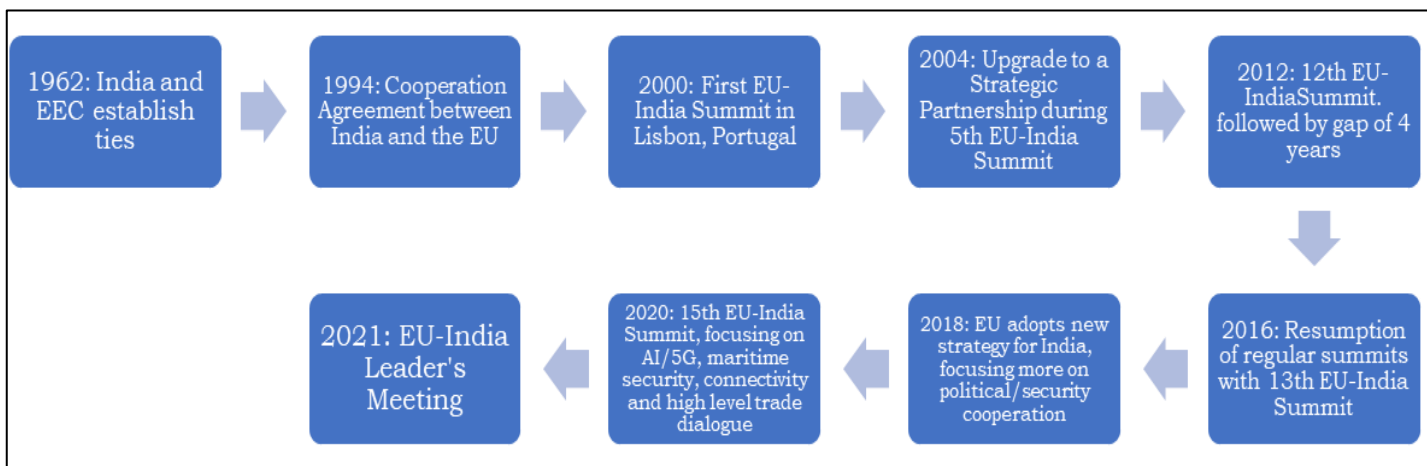 1962: India and
EEC establish
ties
1994: Cooperation
Agreement between
India and the EU
2000: First EU-
India Summit in
Lisbon, Portugal
2004: Upgrade to a
Strategic
Partnership during
5th EU-India
Summit
2012: 12th EU-
IndiaSummit.
followed by gap of 4
years
2016: Resumption
of regular summits
with 13th EU-India
Summit
2018: EU adopts new
strategy for India,
focusing more on
political/security
cooperation
2020: 15th EU-India
Summit, focusing on
AI/5G, maritime
security, connectivity
and high level trade
dialogue
2021: EU-India
Leader's
Meeting